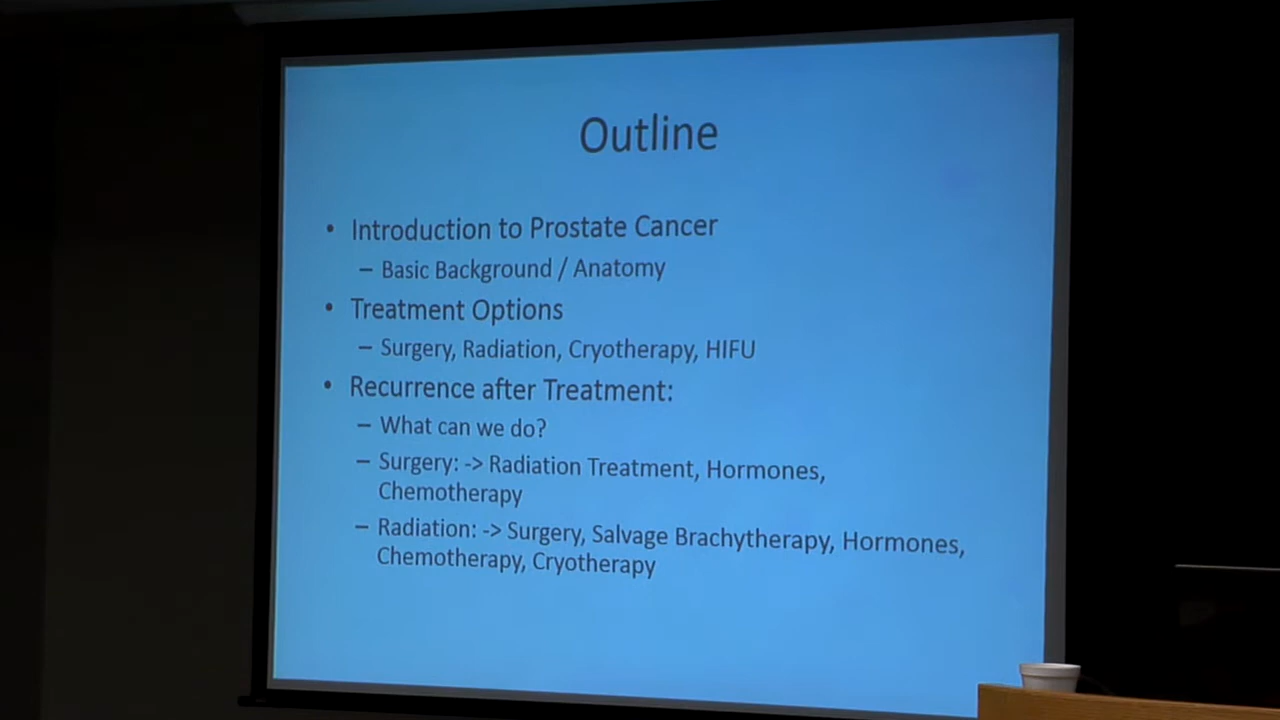 Outline
• Introduction to Prostate Cancer
– Basic Background / Anatomy
• Treatment Options
– Surgery, Radiation, Cryotherapy, HIFU
• Recurrence after Treatment:
– What can we do?
– Surgery: -> Radiation Treatment, Hormones,
Chemotherapy
– Radiation: -> Surgery, Salvage Brachytherapy, Hormones,
Chemotherapy, Cryotherapy